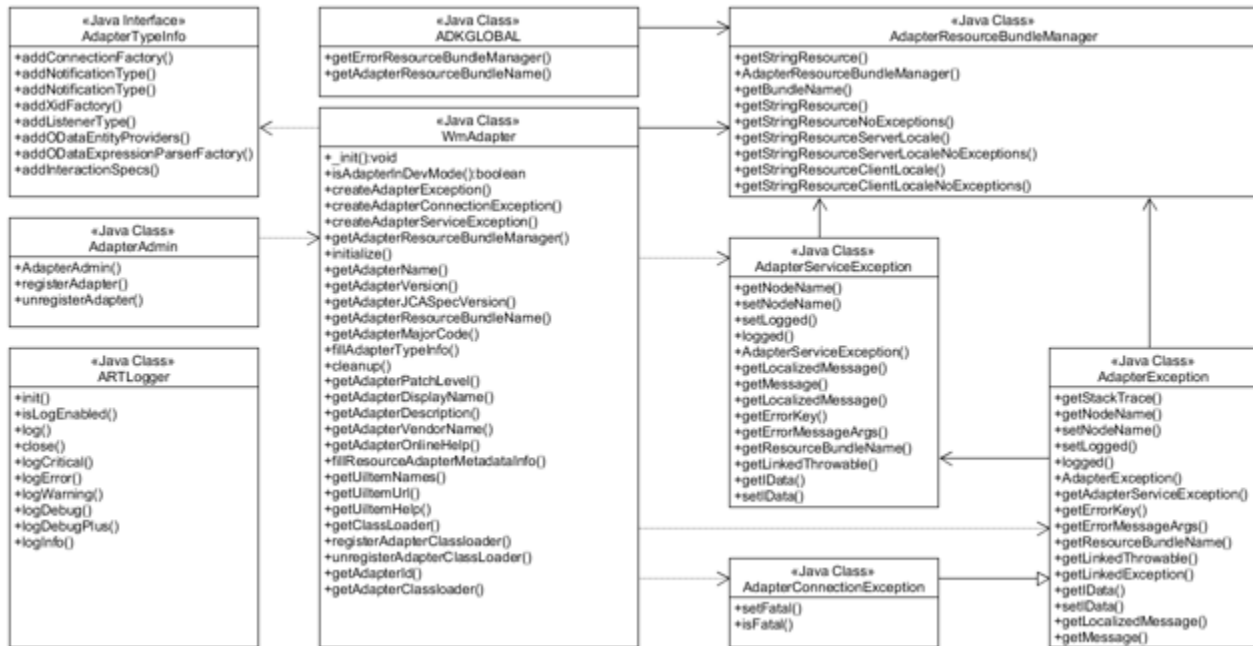 «Java Interface»
AdapterTypeInfo
+addConnectionFactory()
+addNotificationType()
+addNotificationType()
+addXidFactory()
+addListenerType()
+addODataEntityProviders()
+addODataExpressionParserFactory()
+addInteractionSpecs()
«Java Class»
AdapterAdmin
+AdapterAdmin()
+registerAdapter()
+unregisterAdapter()
«Java Class»
ARTLogger
+init()
+isLogEnabled()
+log()
+close()
+logCritical()
+logError()
+logWarning()
+logDebug()
+logDebugPlus()
+logInfo()
«Java Class»
ADKGLOBAL
+getErrorResourceBundleManager()
+getAdapterResourceBundleName()
«Java Class»
WmAdapter
+_init():void
+isAdapterInDevMode():boolean
+createAdapterException()
+createAdapterConnectionException()
+createAdapterServiceException()
+getAdapterResourceBundleManager()
+initialize()
+getAdapterName()
+getAdapterVersion()
+getAdapterJCASpecVersion()
+getAdapterResourceBundleName()
+getAdapterMajorCode()
+fillAdapterTypeInfo()
+cleanup()
+getAdapterPatchLevel()
+getAdapterDisplayName()
+getAdapterDescription()
+getAdapterVendorName()
+getAdapterOnlineHelp()
+fillResourceAdapterMetadataInfo()
+getUiItemNames()
+getUiItemUrl()
+getUiItemHelp()
+getClassLoader()
+registerAdapterClassloader()
+unregisterAdapterClassLoader()
+getAdapterId()
+getAdapterClassloader()
«Java Class»
AdapterResourceBundleManager
+getStringResource()
+AdapterResourceBundleManager()
+getBundleName()
+getStringResource()
+getStringResourceNoExceptions()
+getStringResourceServerLocale()
+getStringResourceServerLocaleNoExceptions()
+getStringResourceClientLocale()
+getStringResourceClientLocaleNoExceptions()
«Java Class»
AdapterServiceException
+getNodeName()
+setNodeName()
+setLogged()
+logged()
+AdapterServiceException()
+getLocalizedMessage()
+getMessage()
+getLocalizedMessage()
+getErrorKey()
+getErrorMessageArgs()
+getResourceBundleName()
+getLinkedThrowable()
+getIData()
+setIData()
«Java Class»
AdapterConnectionException
+setFatal()
+isFatal()
«Java Class»
AdapterException
+getStackTrace()
+getNodeName()
+setNodeName()
+setLogged()
+logged()
+AdapterException()
+getAdapterServiceException()
+getErrorKey()
+getErrorMessageArgs()
+getResourceBundleName()
+getLinkedThrowable()
+getLinkedException()
+getIData()
+setIData()
+getLocalizedMessage()
+getMessage()